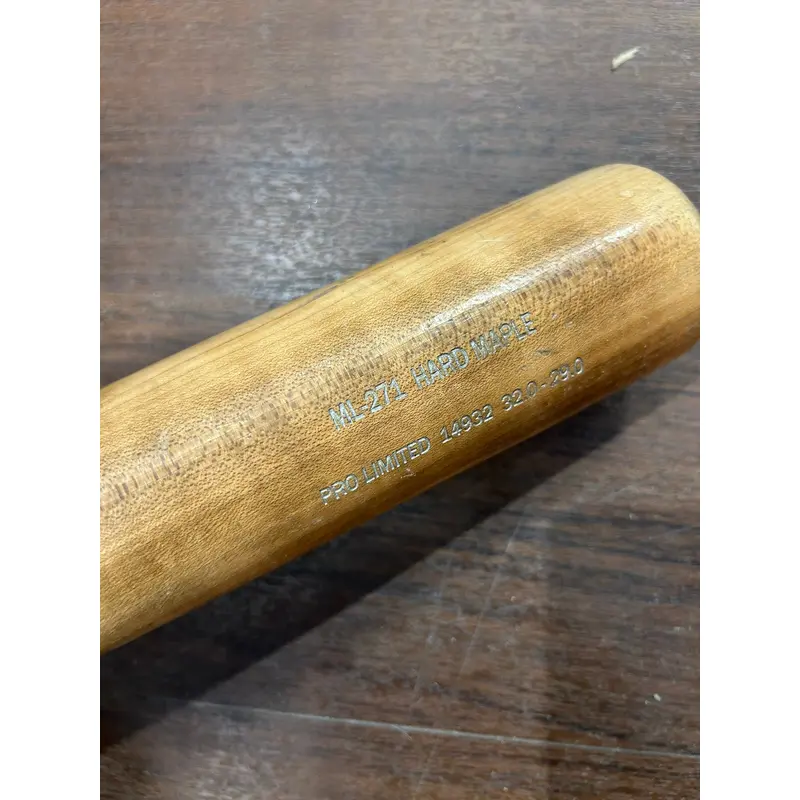 ML-271 HARD MAPLE
PRO LIMITED 14932 32.0-29.0